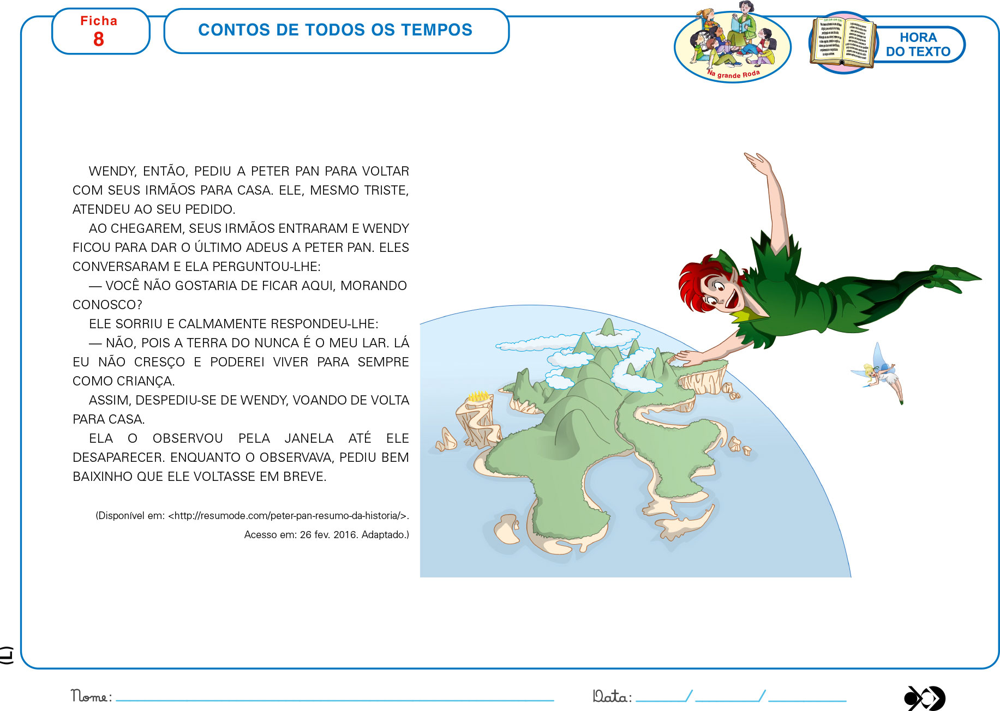 Ficha
8
CONTOS DE TODOS OS TEMPOS
Na grande Roda
HORA
DO TEXTO
WENDY, ENTÃO, PEDIU A PETER PAN PARA VOLTAR
COM SEUS IRMÃOS PARA CASA. ELE, MESMO TRISTE,
ATENDEU AO SEU PEDIDO.
AO CHEGAREM, SEUS IRMÃOS ENTRARAM E WENDY
FICOU PARA DAR O ÚLTIMO ADEUS A PETER PAN. ELES
CONVERSARAM E ELA PERGUNTOU-LHE:
— VOCÊ NÃO GOSTARIA DE FICAR AQUI, MORANDO
CONOSCO?
ELE SORRIU E CALMAMENTE RESPONDEU-LHE:
— NÃO, POIS A TERRA DO NUNCA É O MEU LAR. LÁ
EU NÃO CRESÇO E PODEREI VIVER PARA SEMPRE
COMO CRIANÇA.
ASSIM, DESPEDIU-SE DE WENDY, VOANDO DE VOLTA
PARA CASA.
ELA O OBSERVOU PELA JANELA ATÉ ELE
DESAPARECER. ENQUANTO O OBSERVAVA, PEDIU BEM
BAIXINHO QUE ELE VOLTASSE EM BREVE.
(Disponível em: <http://resumode.com/peter-pan-resumo-da-historia/>.
Acesso em: 26 fev. 2016. Adaptado.)
(L)
Nome:
Data: / /